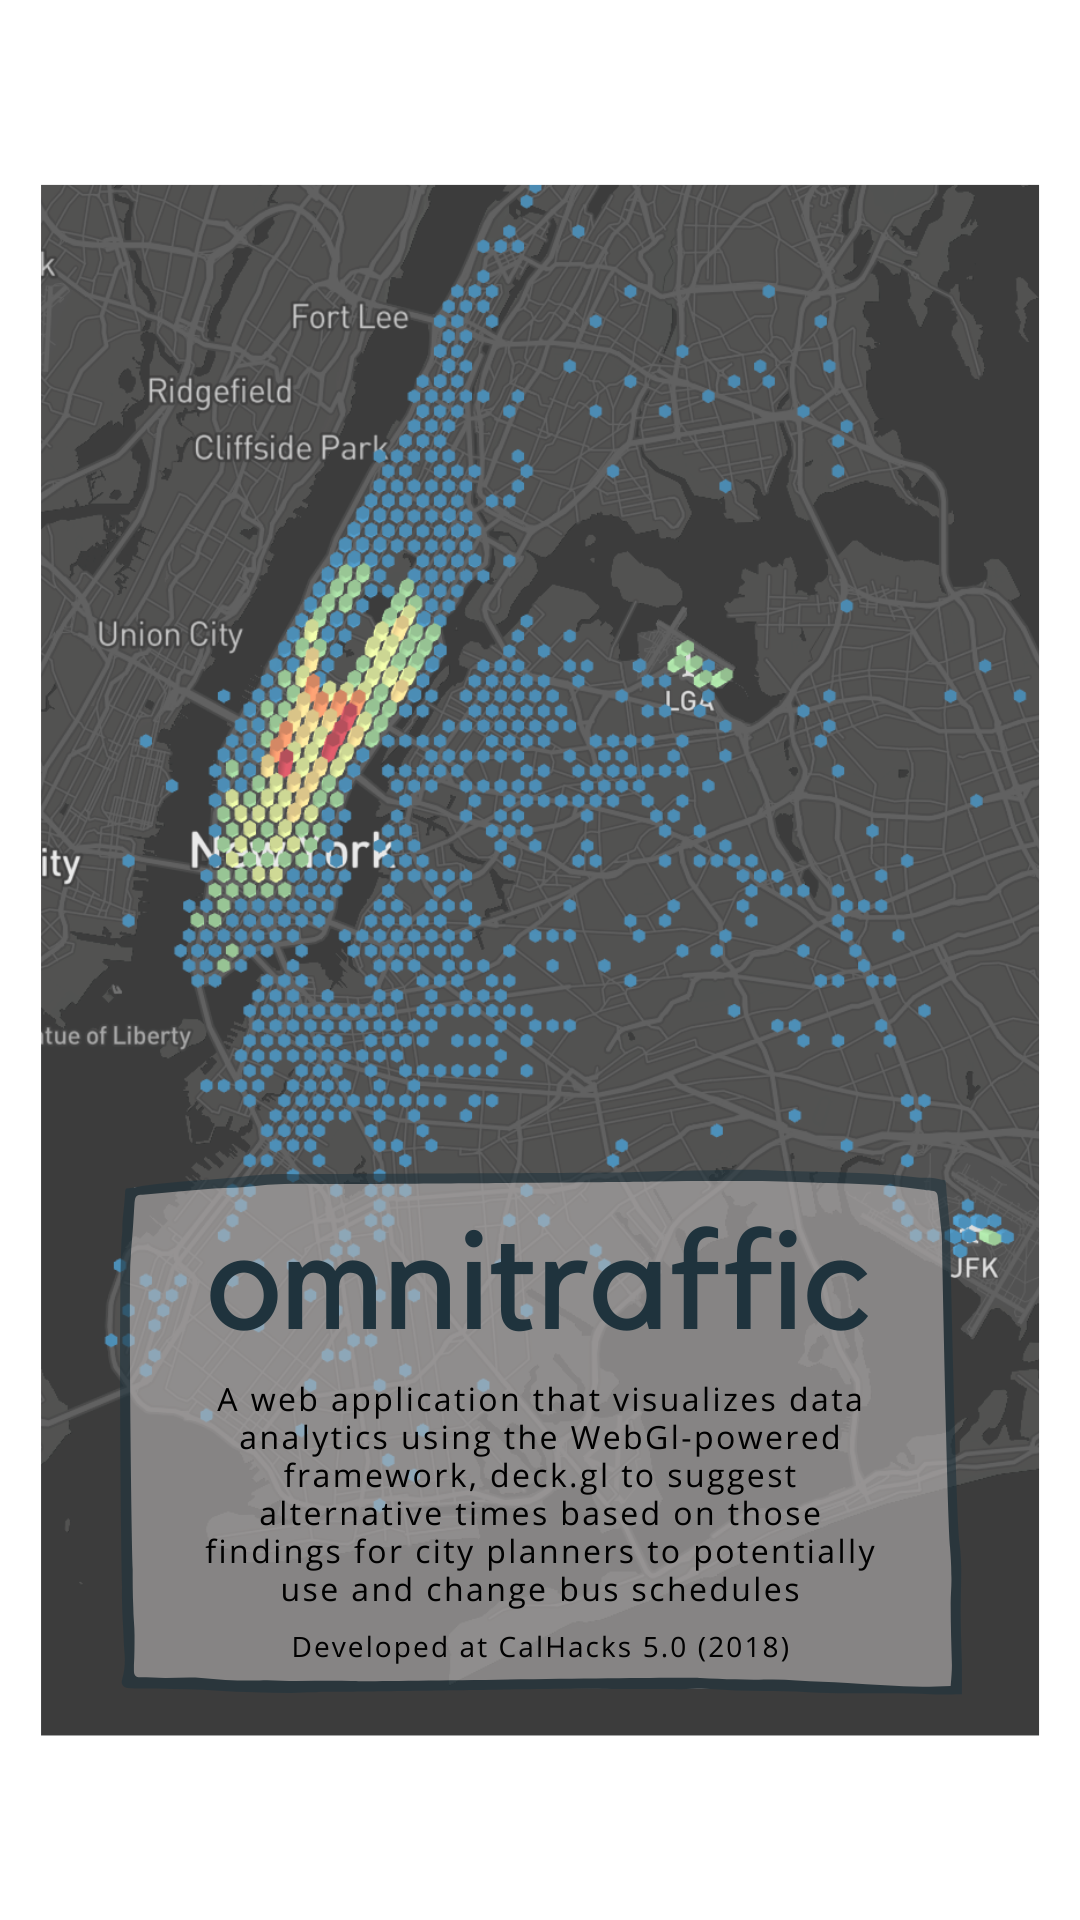 k
Fort Lee
Ridgefield
Cliffside Park
Union City
LGA
New York
ity
tue of Liberty
JFK
omnitraffic
A web application that visualizes data
analytics using the WebGl-powered
framework, deck.gl to suggest
alternative times based on those
findings for city planners to potentially
use and change bus schedules
Developed at CalHacks 5.0 (2018)